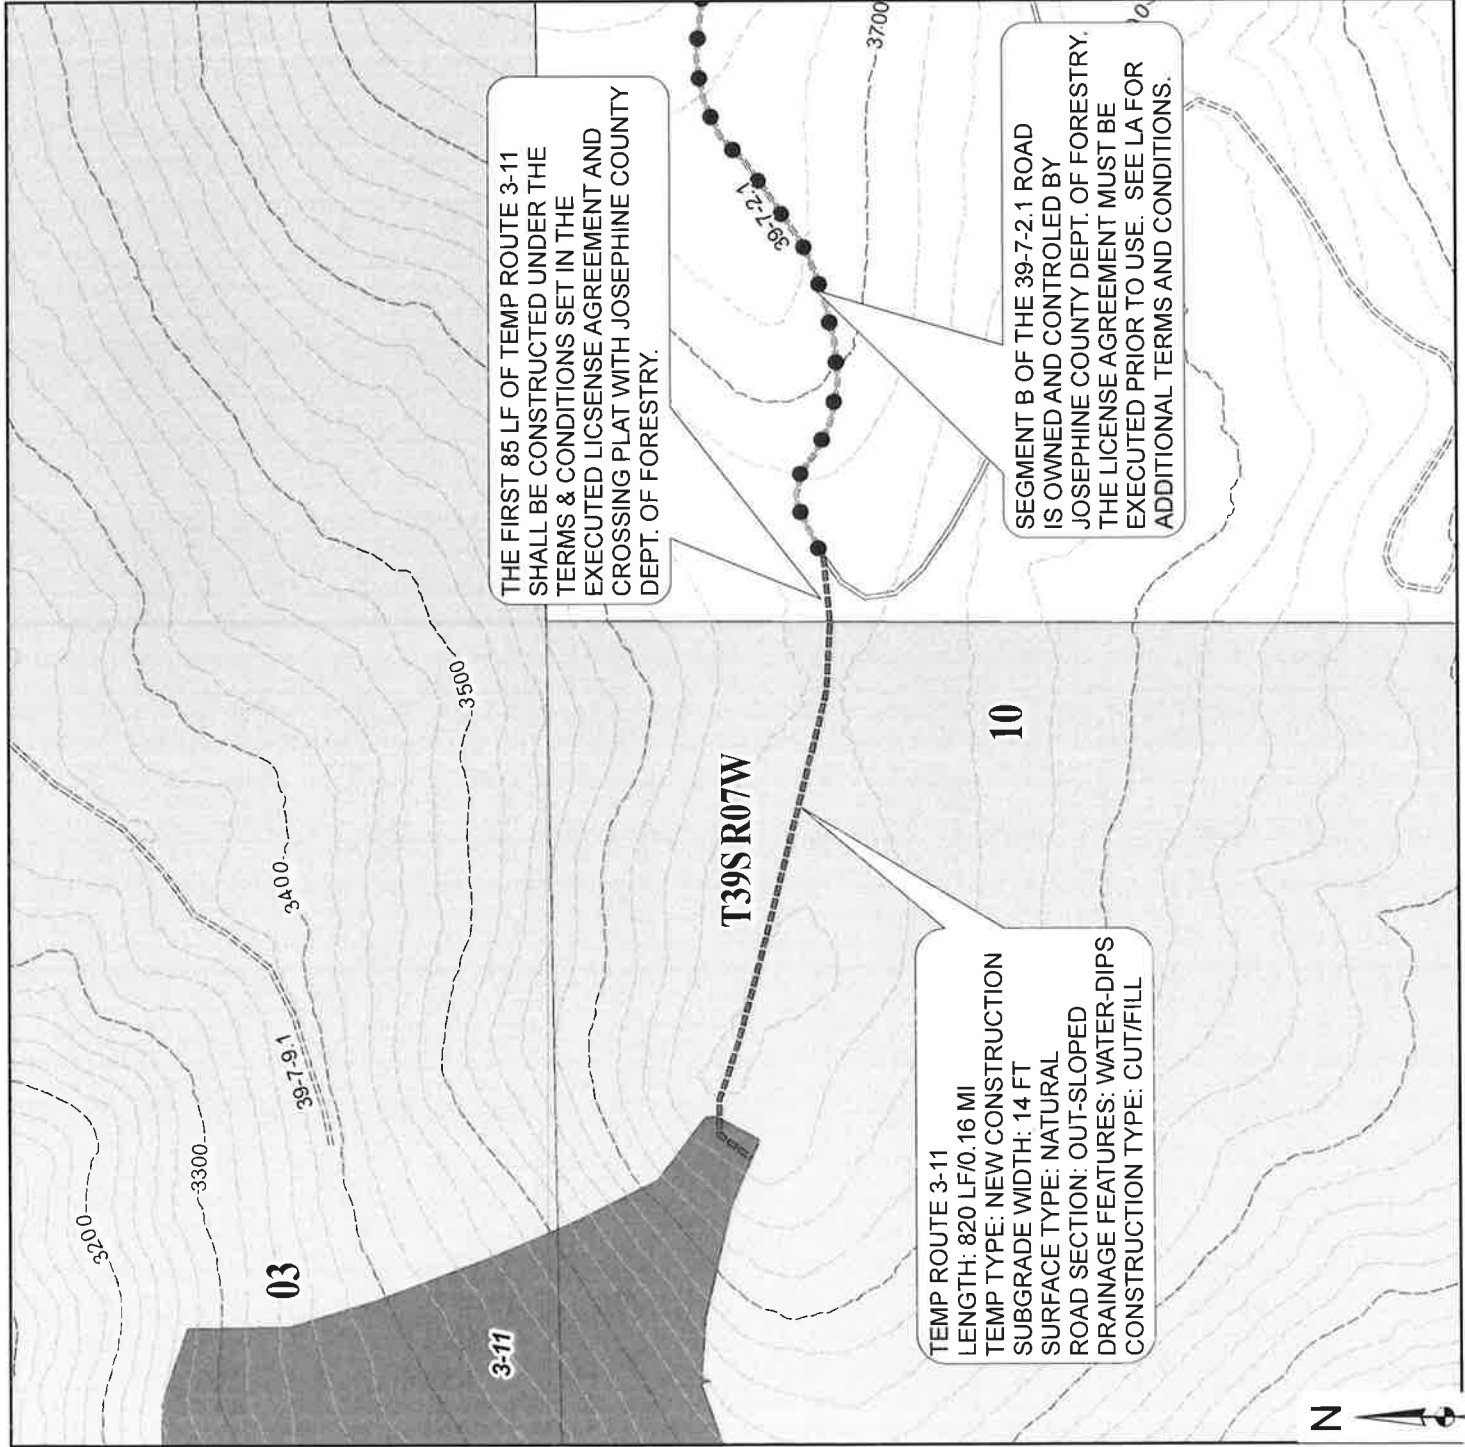 THE FIRST 85 LF OF TEMP ROUTE 3-11
SHALL BE CONSTRUCTED UNDER THE
TERMS & CONDITIONS SET IN THE
EXECUTED LICSENSE AGREEMENT AND
CROSSING PLAT WITH JOSEPHINE COUNTY
DEPT. OF FORESTRY.
SEGMENT B OF THE 39-7-2.1 ROAD
IS OWNED AND CONTROLED BY
JOSEPHINE COUNTY DEPT. OF FORESTRY.
THE LICENSE AGREEMENT MUST BE
EXECUTED PRIOR TO USE.  SEE LA FOR
ADDITIONAL TERMS AND CONDITIONS.
TEMP ROUTE 3-11
LENGTH: 820 LF/0.16 MI
TEMP TYPE: NEW CONSTRUCTION
SUBGRADE WIDTH: 14 FT
SURFACE TYPE: NATURAL
ROAD SECTION: OUT-SLOPED
DRAINAGE FEATURES: WATER-DIPS
CONSTRUCTION TYPE: CUT/FILL
3200
3300
03
39-7-9.1
3400
3500
3-11
T39S R07W
10
39-7-2.1
3700
N